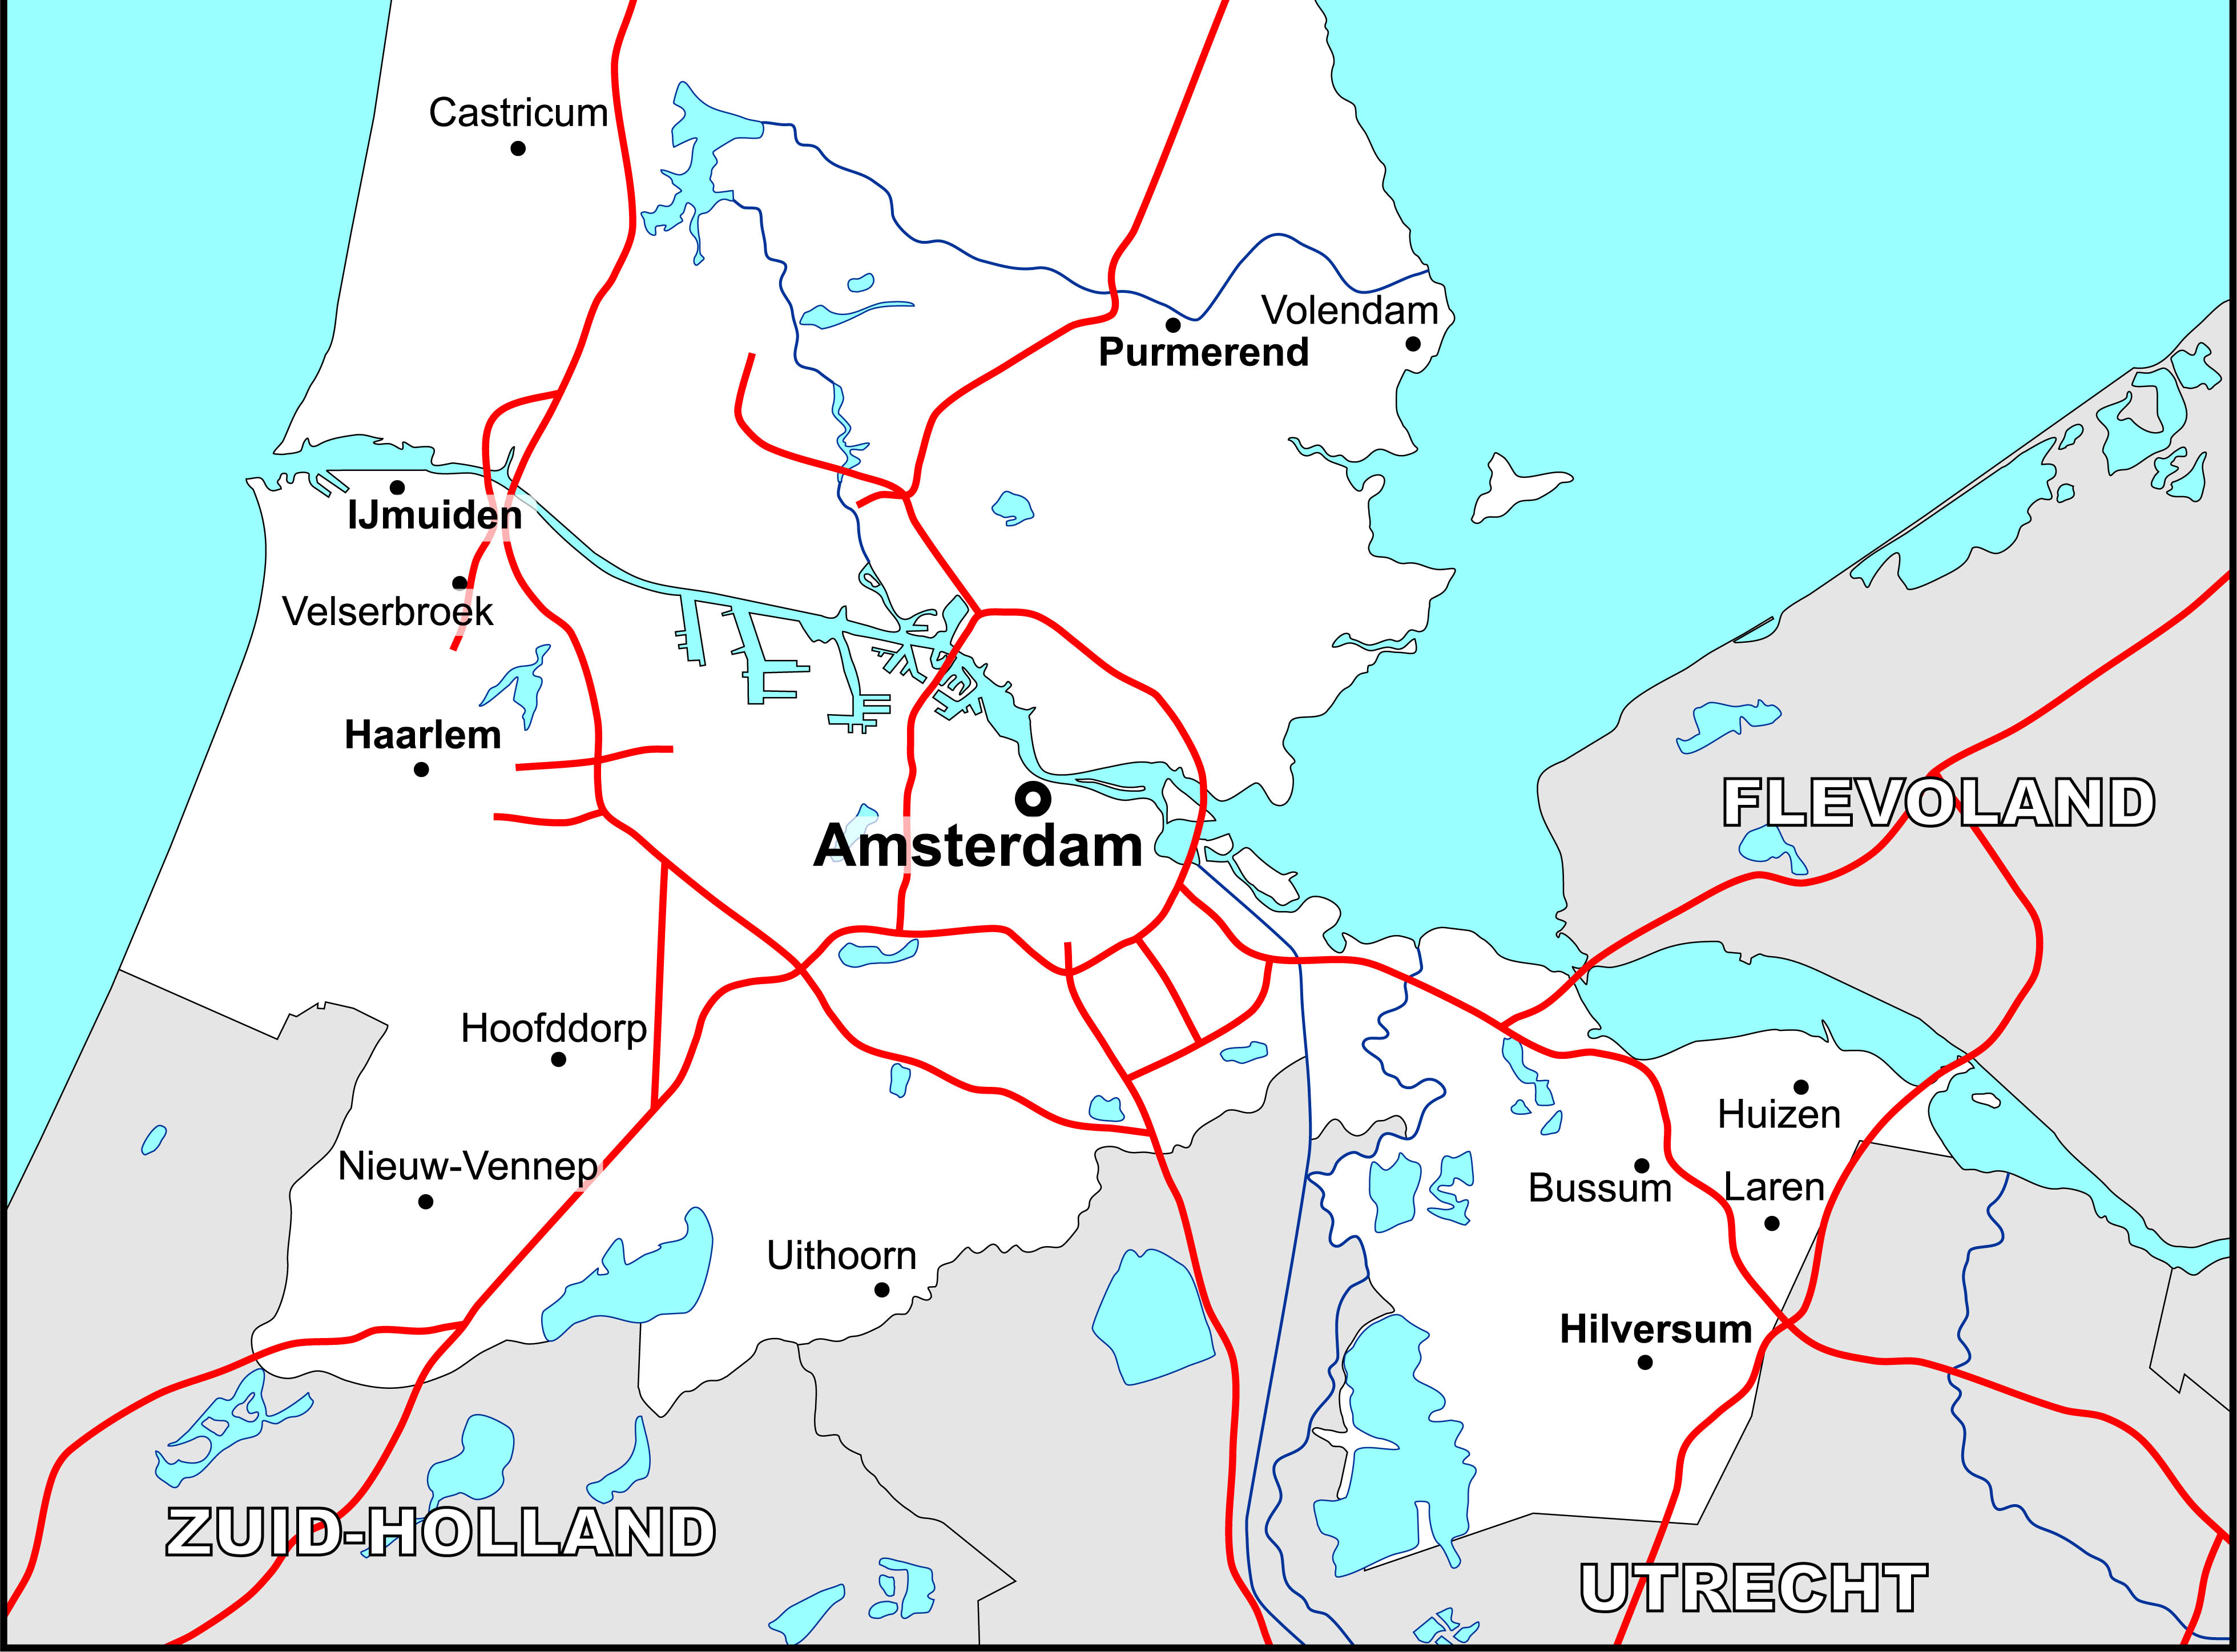 Castricum
Volendam
Purmerend
IJmuiden
Velserbroek
Haarlem
FLEVOLAND
Amsterdam
Hoofddorp
Huizen
Nieuw-Vennep
Bussum
Laren
Uithoorn
Hilversum
ZUID-HOLLAND
UTRECHT